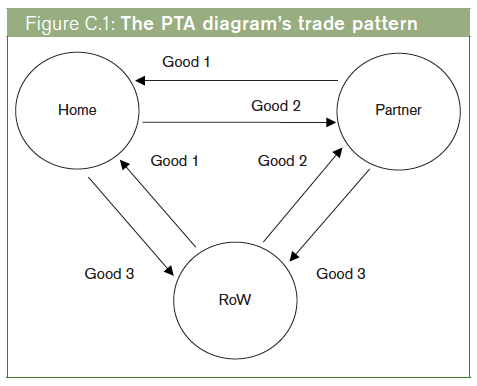 Figure C.1: The PTA diagram's trade pattern
Good 1
Home
Good 2
Partner
Good 1
Good 2
Good 3
Good 3
RoW